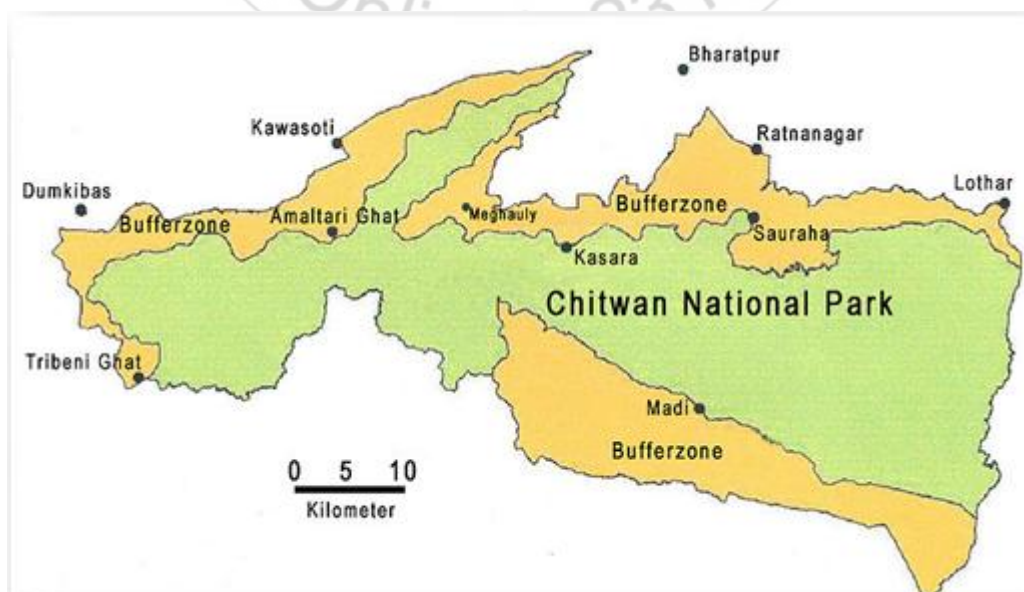 Bharatpur
Kawasoti
Ratnanagar
Dumkibas
Lothar
Bufferzone
Amaltari Ghat
Meghauly
Bufferzone
Sauraha
Kasara
Chitwan National Park
Tribeni Ghat
Madi
Bufferzone
0 5 10
Kilometer